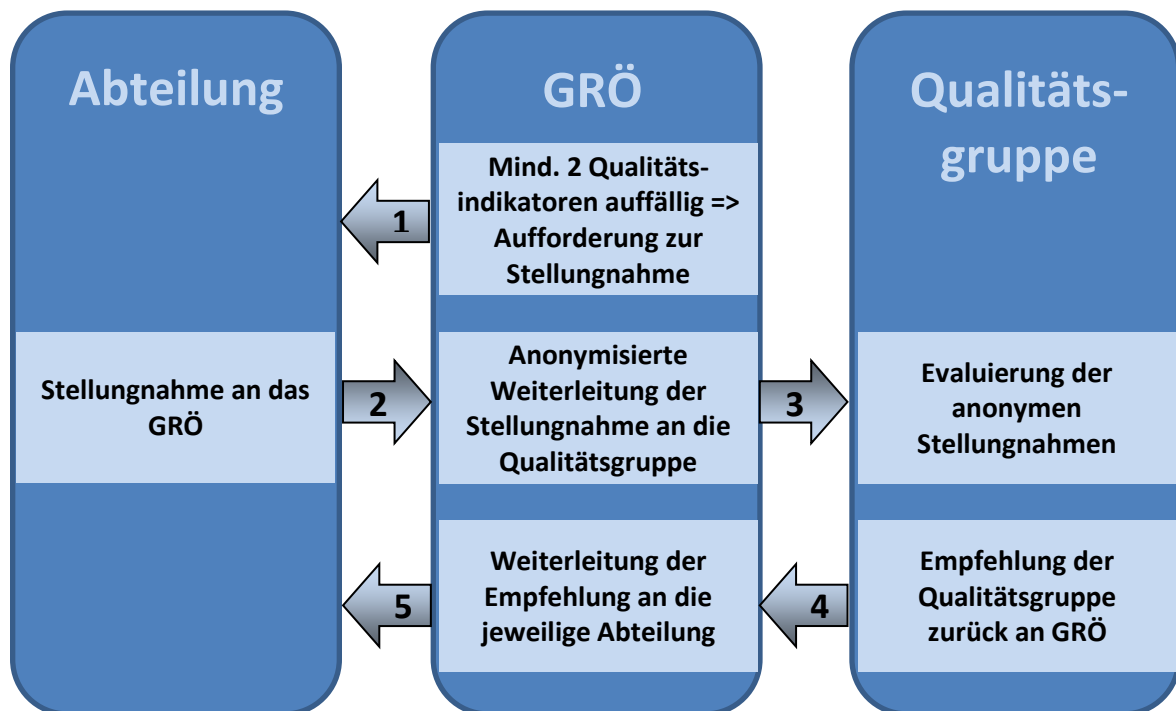 Abteilung
GRÖ
Qualitäts-
gruppe
Mind. 2 Qualitäts-
indikatoren auffällig =>
Aufforderung zur
Stellungnahme
1
Stellungnahme an das
GRÖ
2
Anonymisierte
Weiterleitung der
Stellungnahme an die
Qualitätsgruppe
3
Evaluierung der
anonymen
Stellungnahmen
Empfehlung der
Qualitätsgruppe
zurück an GRÖ
4
Weiterleitung der
Empfehlung an die
jeweilige Abteilung
5